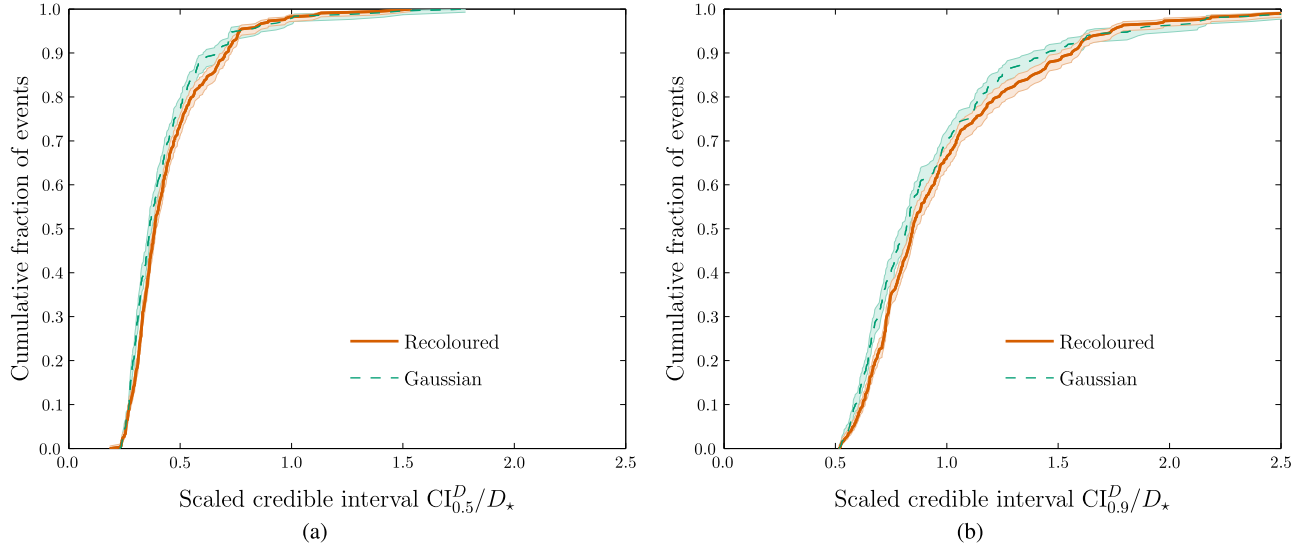 1.0
0.9
0.8
0.7
0.6
0.5
0.4
0.3
0.2
0.1
0.0
Cumulative fraction of events
Recoloured
Gaussian
0.0 0.5 1.0 1.5 2.0 2.5
Scaled credible interval CI^D_0.5/D⋆
(a)
1.0
0.9
0.8
0.7
0.6
0.5
0.4
0.3
0.2
0.1
0.0
Cumulative fraction of events
Recoloured
Gaussian
0.0 0.5 1.0 1.5 2.0 2.5
Scaled credible interval CI^D_0.9/D⋆
(b)